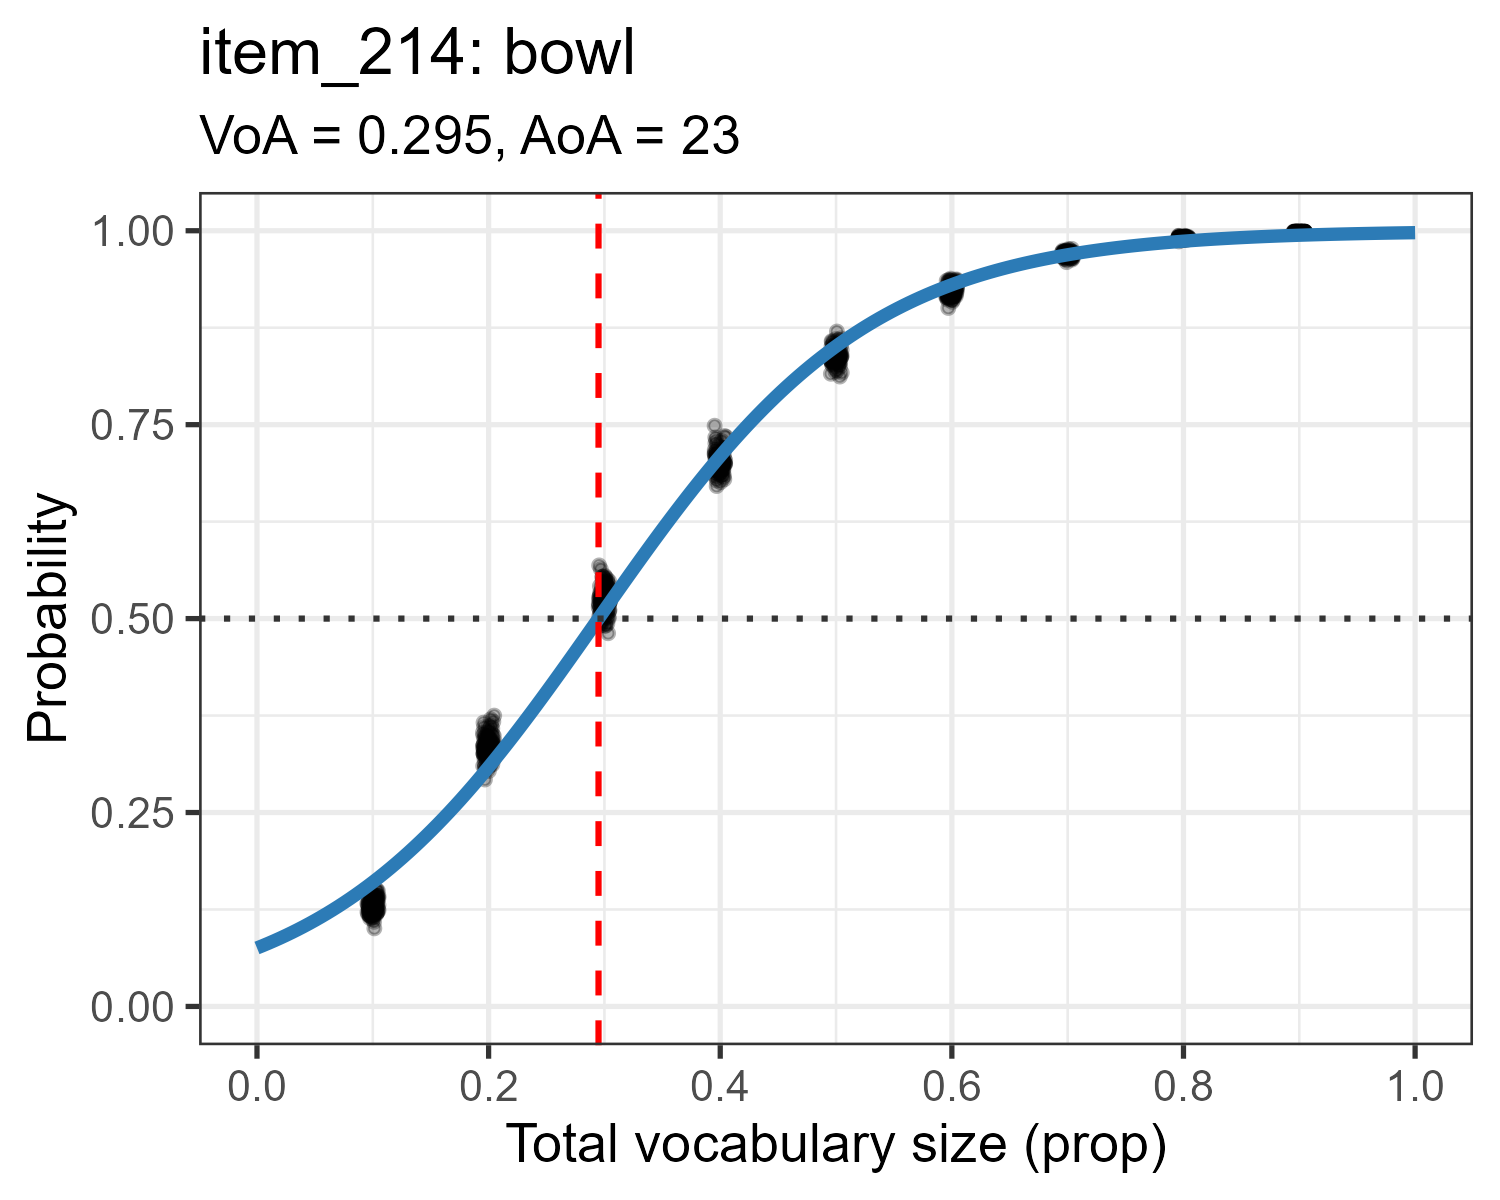 item_214: bowl
VoA = 0.295, AoA = 23
1.00
0.75
0.50
0.25
0.00
Probability
0.0 0.2 0.4 0.6 0.8 1.0
Total vocabulary size (prop)